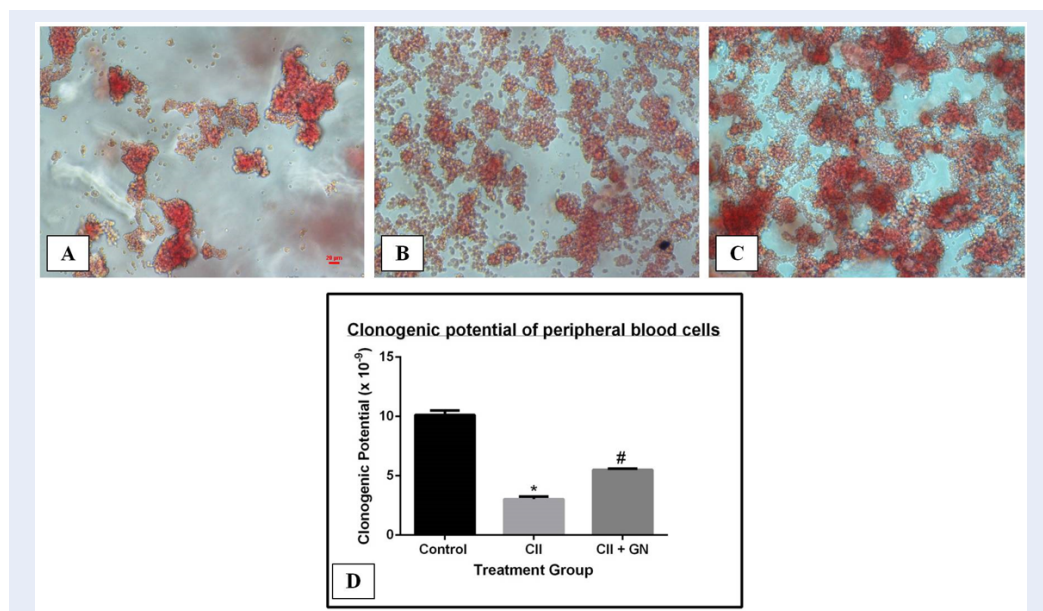 A
20 µm
B
C
Clonogenic potential of peripheral blood cells
Clonogenic Potential (x 10⁻⁹)
15
10
5
0
*
#
Control
CII
CII + GN
Treatment Group
D